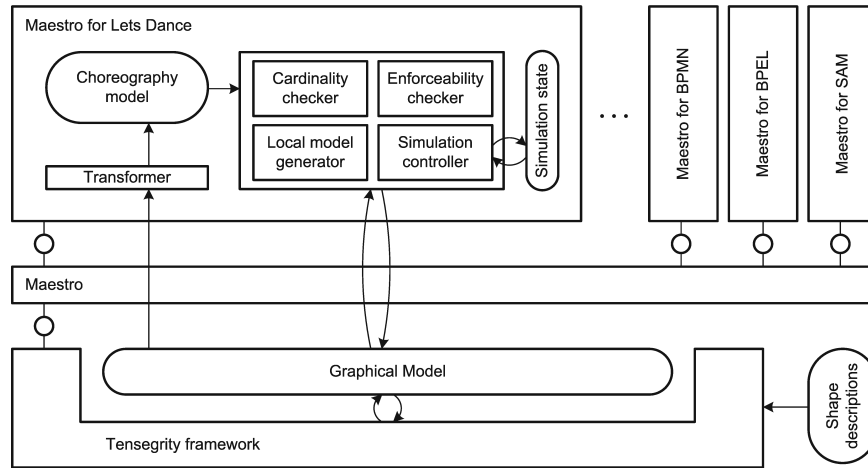 Maestro for Lets Dance
Choreography
model
Cardinality
checker
Enforceability
checker
Local model
generator
Simulation
controller
Simulation state
Transformer
. . .
Maestro for BPMN
Maestro for BPEL
Maestro for SAM
Maestro
Graphical Model
Tensegrity framework
Shape
descriptions